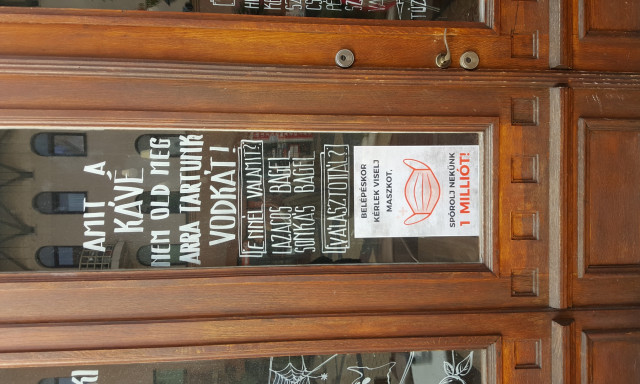 AMIT A
KÁVÉ
NEM OLD MEG
ARRA TARTUNK
VODKÁT!
ENNÉL VALAMIT?
LAZACOS BAGEL
SONKÁS BAGEL
VÁLASZTOTTÁL?
BELÉPÉSKOR
KÉRLEK VISELJ
MASZKOT,
SPÓROLJ NEKÜNK
1 MILLIÓT!